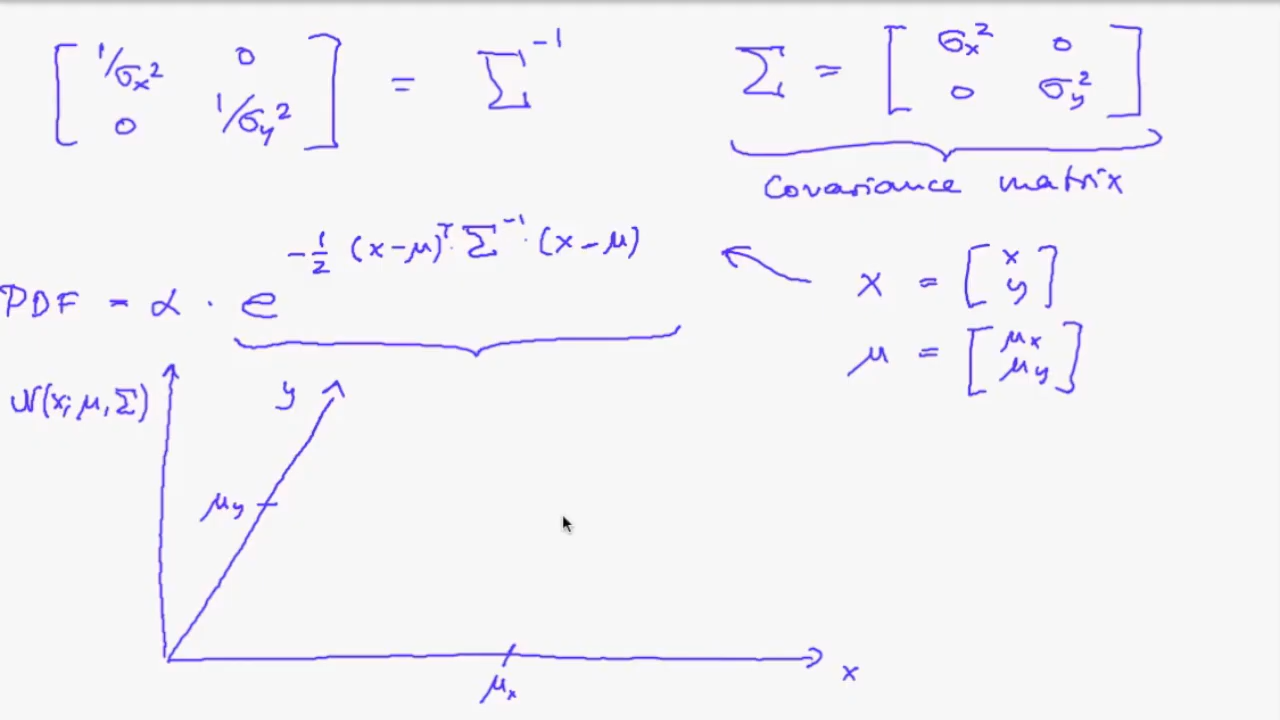 [ 1/σx² 0 ; 0 1/σy² ] = Σ⁻¹
Σ = [ σx² 0 ; 0 σy² ]
Covariance matrix
PDF = α · e^(-½ (x-μ)ᵀ · Σ⁻¹ · (x-μ))
x = [ x ; y ]
μ = [ μx ; μy ]
N(x; μ, Σ)
y
μy
μx
x